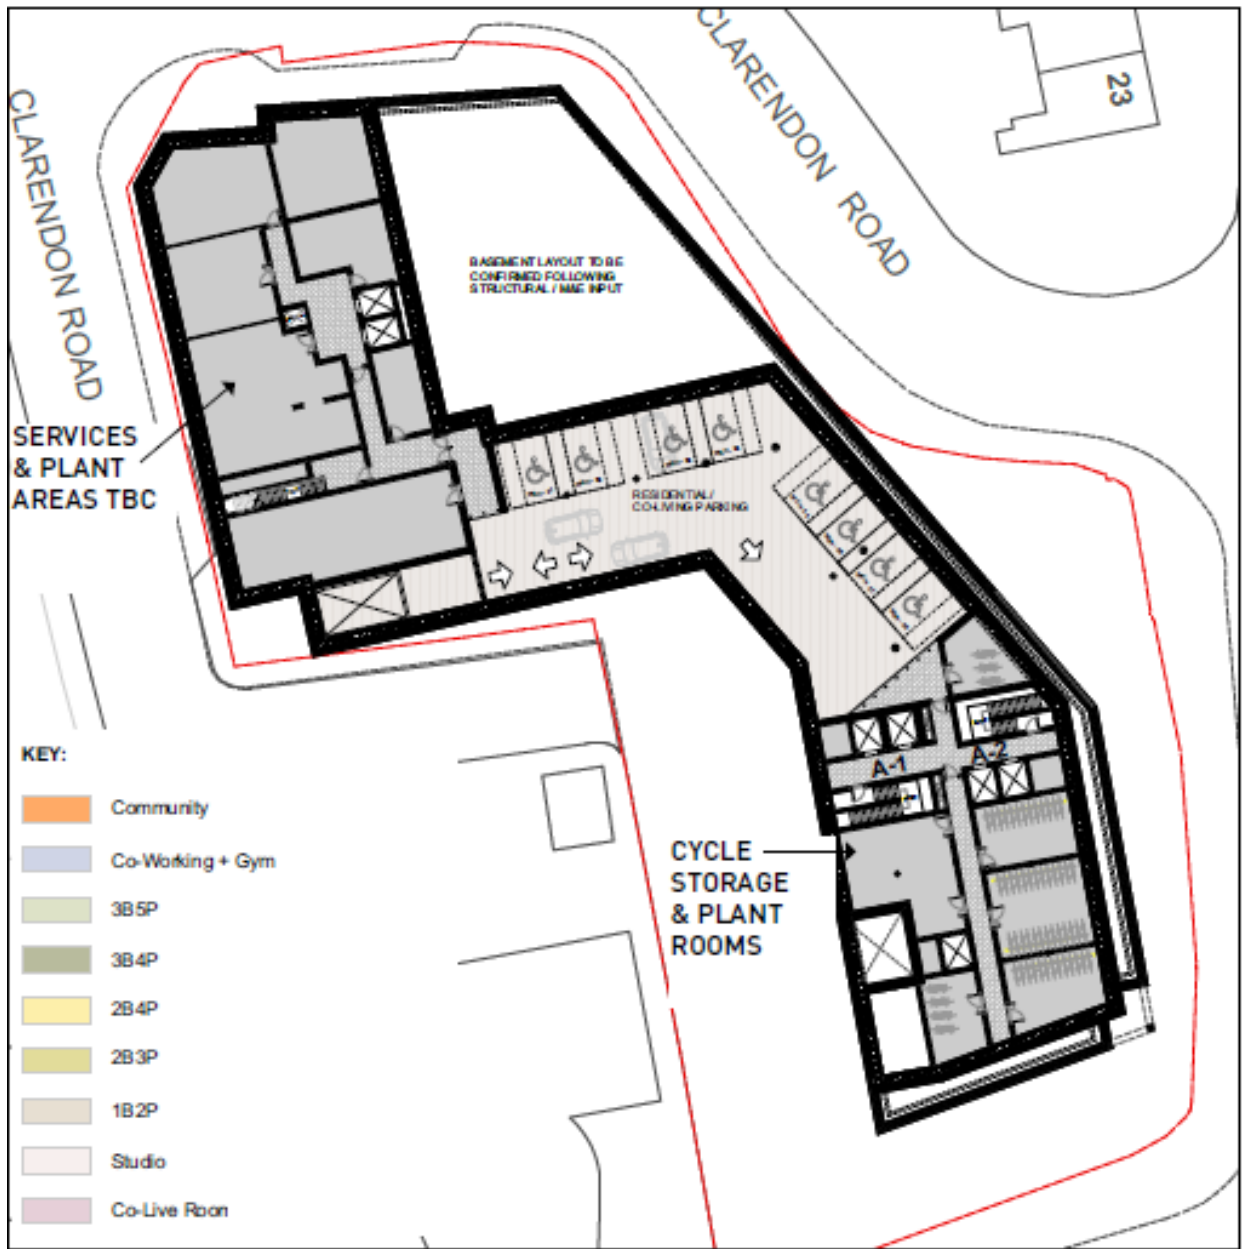 CLARENDON ROAD
23
CLARENDON ROAD
BASEMENT LAYOUT TO BE
CONFIRMED FOLLOWING
STRUCTURAL / M&E INPUT
SERVICES
& PLANT
AREAS TBC
RESIDENTIAL/
CO-LIVING PARKING
A-1
A-2
CYCLE
STORAGE
& PLANT
ROOMS
KEY:
Community
Co-Working + Gym
3B5P
3B4P
2B4P
2B3P
1B2P
Studio
Co-Live Roon